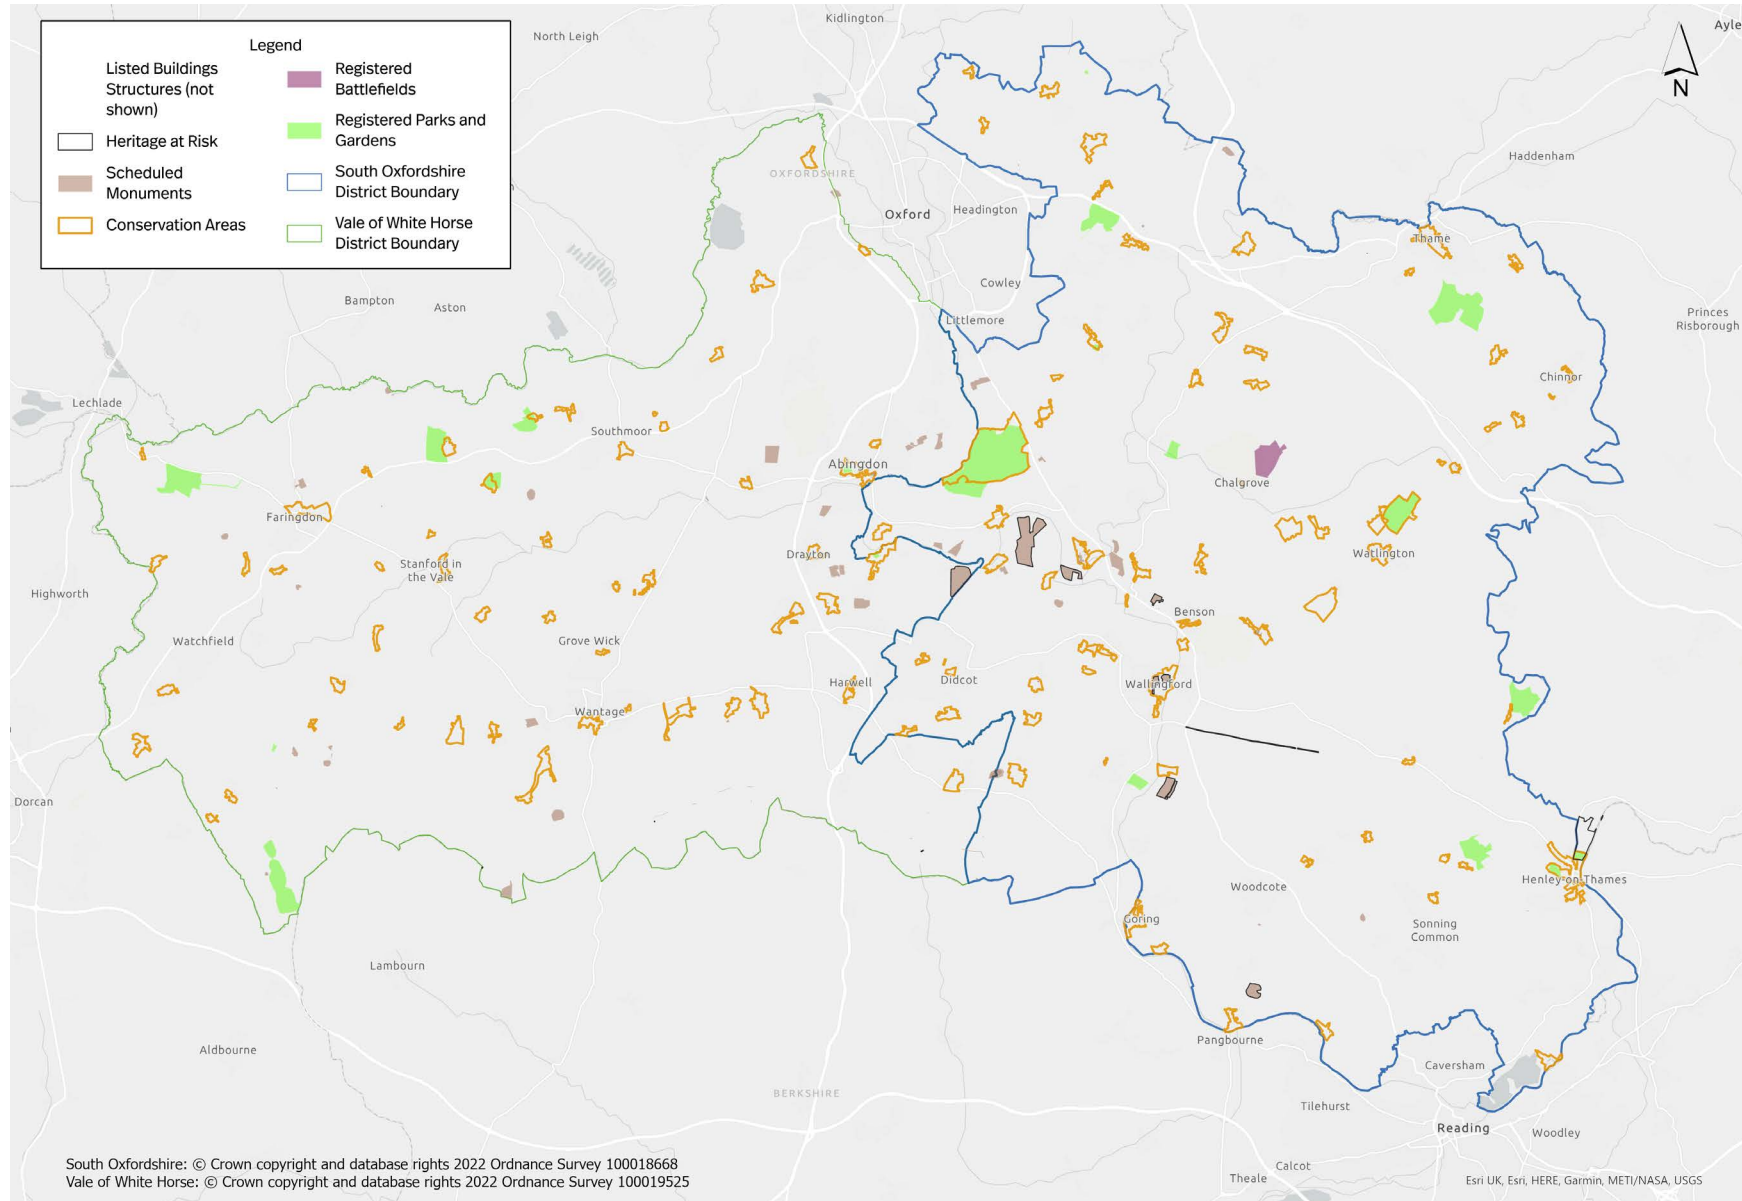 Legend
Listed Buildings
Structures (not
shown)
Heritage at Risk
Scheduled
Monuments
Conservation Areas
Registered
Battlefields
Registered Parks and
Gardens
South Oxfordshire
District Boundary
Vale of White Horse
District Boundary
N
Kidlington
North Leigh
Ayle
Haddenham
OXFORDSHIRE
Oxford
Headington
Thame
Cowley
Bampton
Aston
Littlemore
Princes
Risborough
Chinnor
Lechlade
Southmoor
Abingdon
Chalgrove
Faringdon
Drayton
Watlington
Stanford in
the Vale
Highworth
Benson
Watchfield
Grove Wick
Harwell
Didcot
Wallingford
Wantage
Dorcan
Henley-on-Thames
Woodcote
Goring
Sonning
Common
Lambourn
Pangbourne
Aldbourne
Caversham
BERKSHIRE
Tilehurst
Reading
Woodley
Calcot
Theale
South Oxfordshire: © Crown copyright and database rights 2022 Ordnance Survey 100018668
Vale of White Horse: © Crown copyright and database rights 2022 Ordnance Survey 100019525
Esri UK, Esri, HERE, Garmin, METI/NASA, USGS